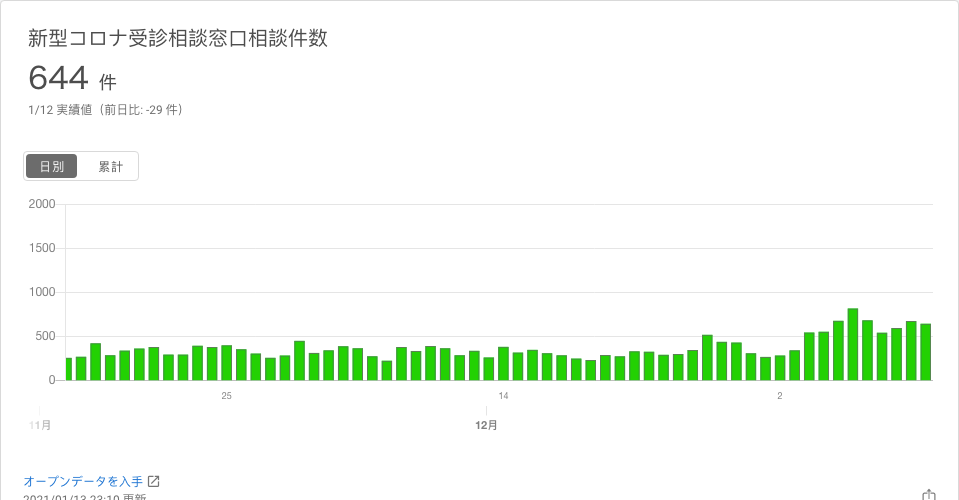 新型コロナ受診相談窓口相談件数
644 件
1/12 実績値（前日比: -29 件）
日別 累計
2000
1500
1000
500
0
25 14 2
11月 12月
オープンデータを入手
2021/01/13 23:10 更新